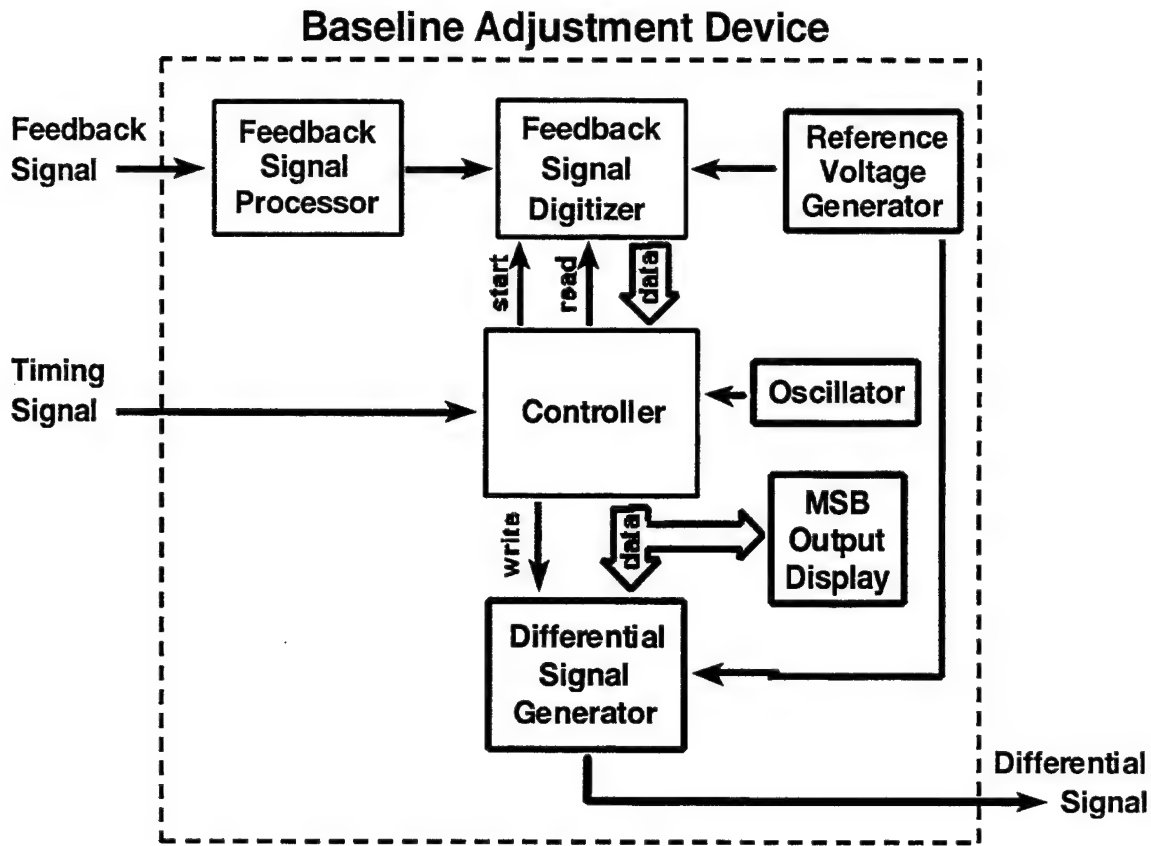 Baseline Adjustment Device
Feedback
Signal
Feedback
Signal
Processor
Feedback
Signal
Digitizer
Reference
Voltage
Generator
start
read
data
Timing
Signal
Controller
Oscillator
write
data
MSB
Output
Display
Differential
Signal
Generator
Differential
Signal